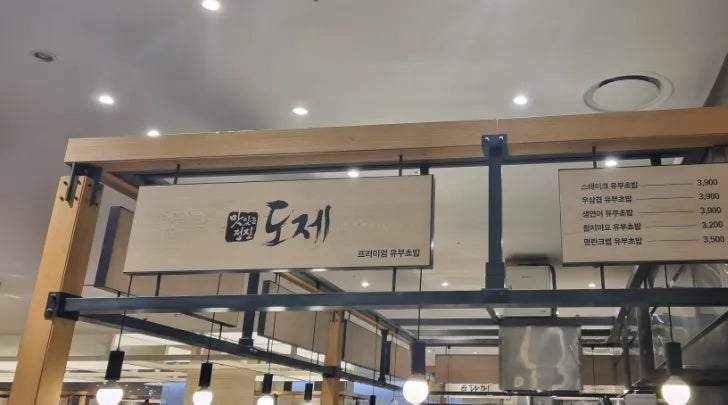 맛있는
정진
도제
프리미엄 유부초밥
스테이크 유부초밥 3,900
우삼겹 유부초밥 3,900
생연어 유부초밥 3,900
참치마요 유부초밥 3,200
멜란크랩 유부초밥 3,500